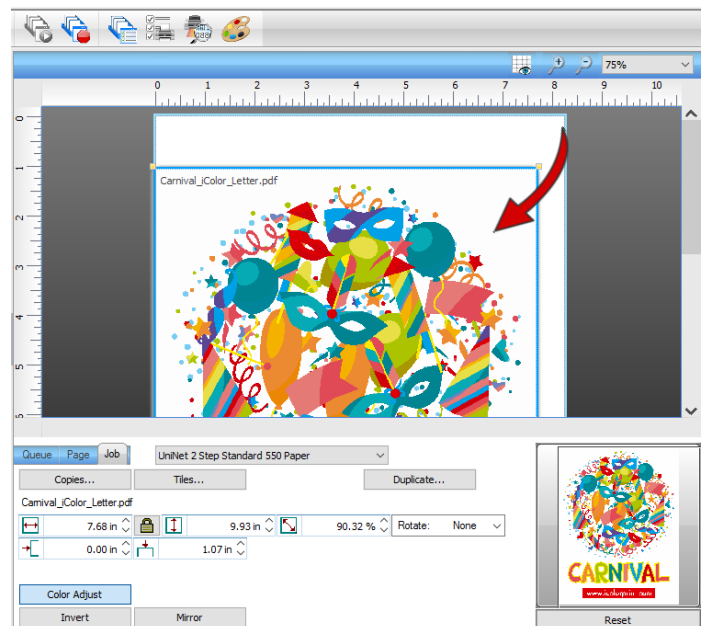 75%
0 1 2 3 4 5 6 7 8 9 10
0
1
2
3
4
5
6
Carnival_iColor_Letter.pdf
Queue Page Job UniNet 2 Step Standard 550 Paper
Copies... Tiles... Duplicate...
Carnival_iColor_Letter.pdf
7.68 in 9.93 in 90.32 % Rotate: None
0.00 in 1.07 in
Color Adjust
Invert Mirror
CARNIVAL
Reset